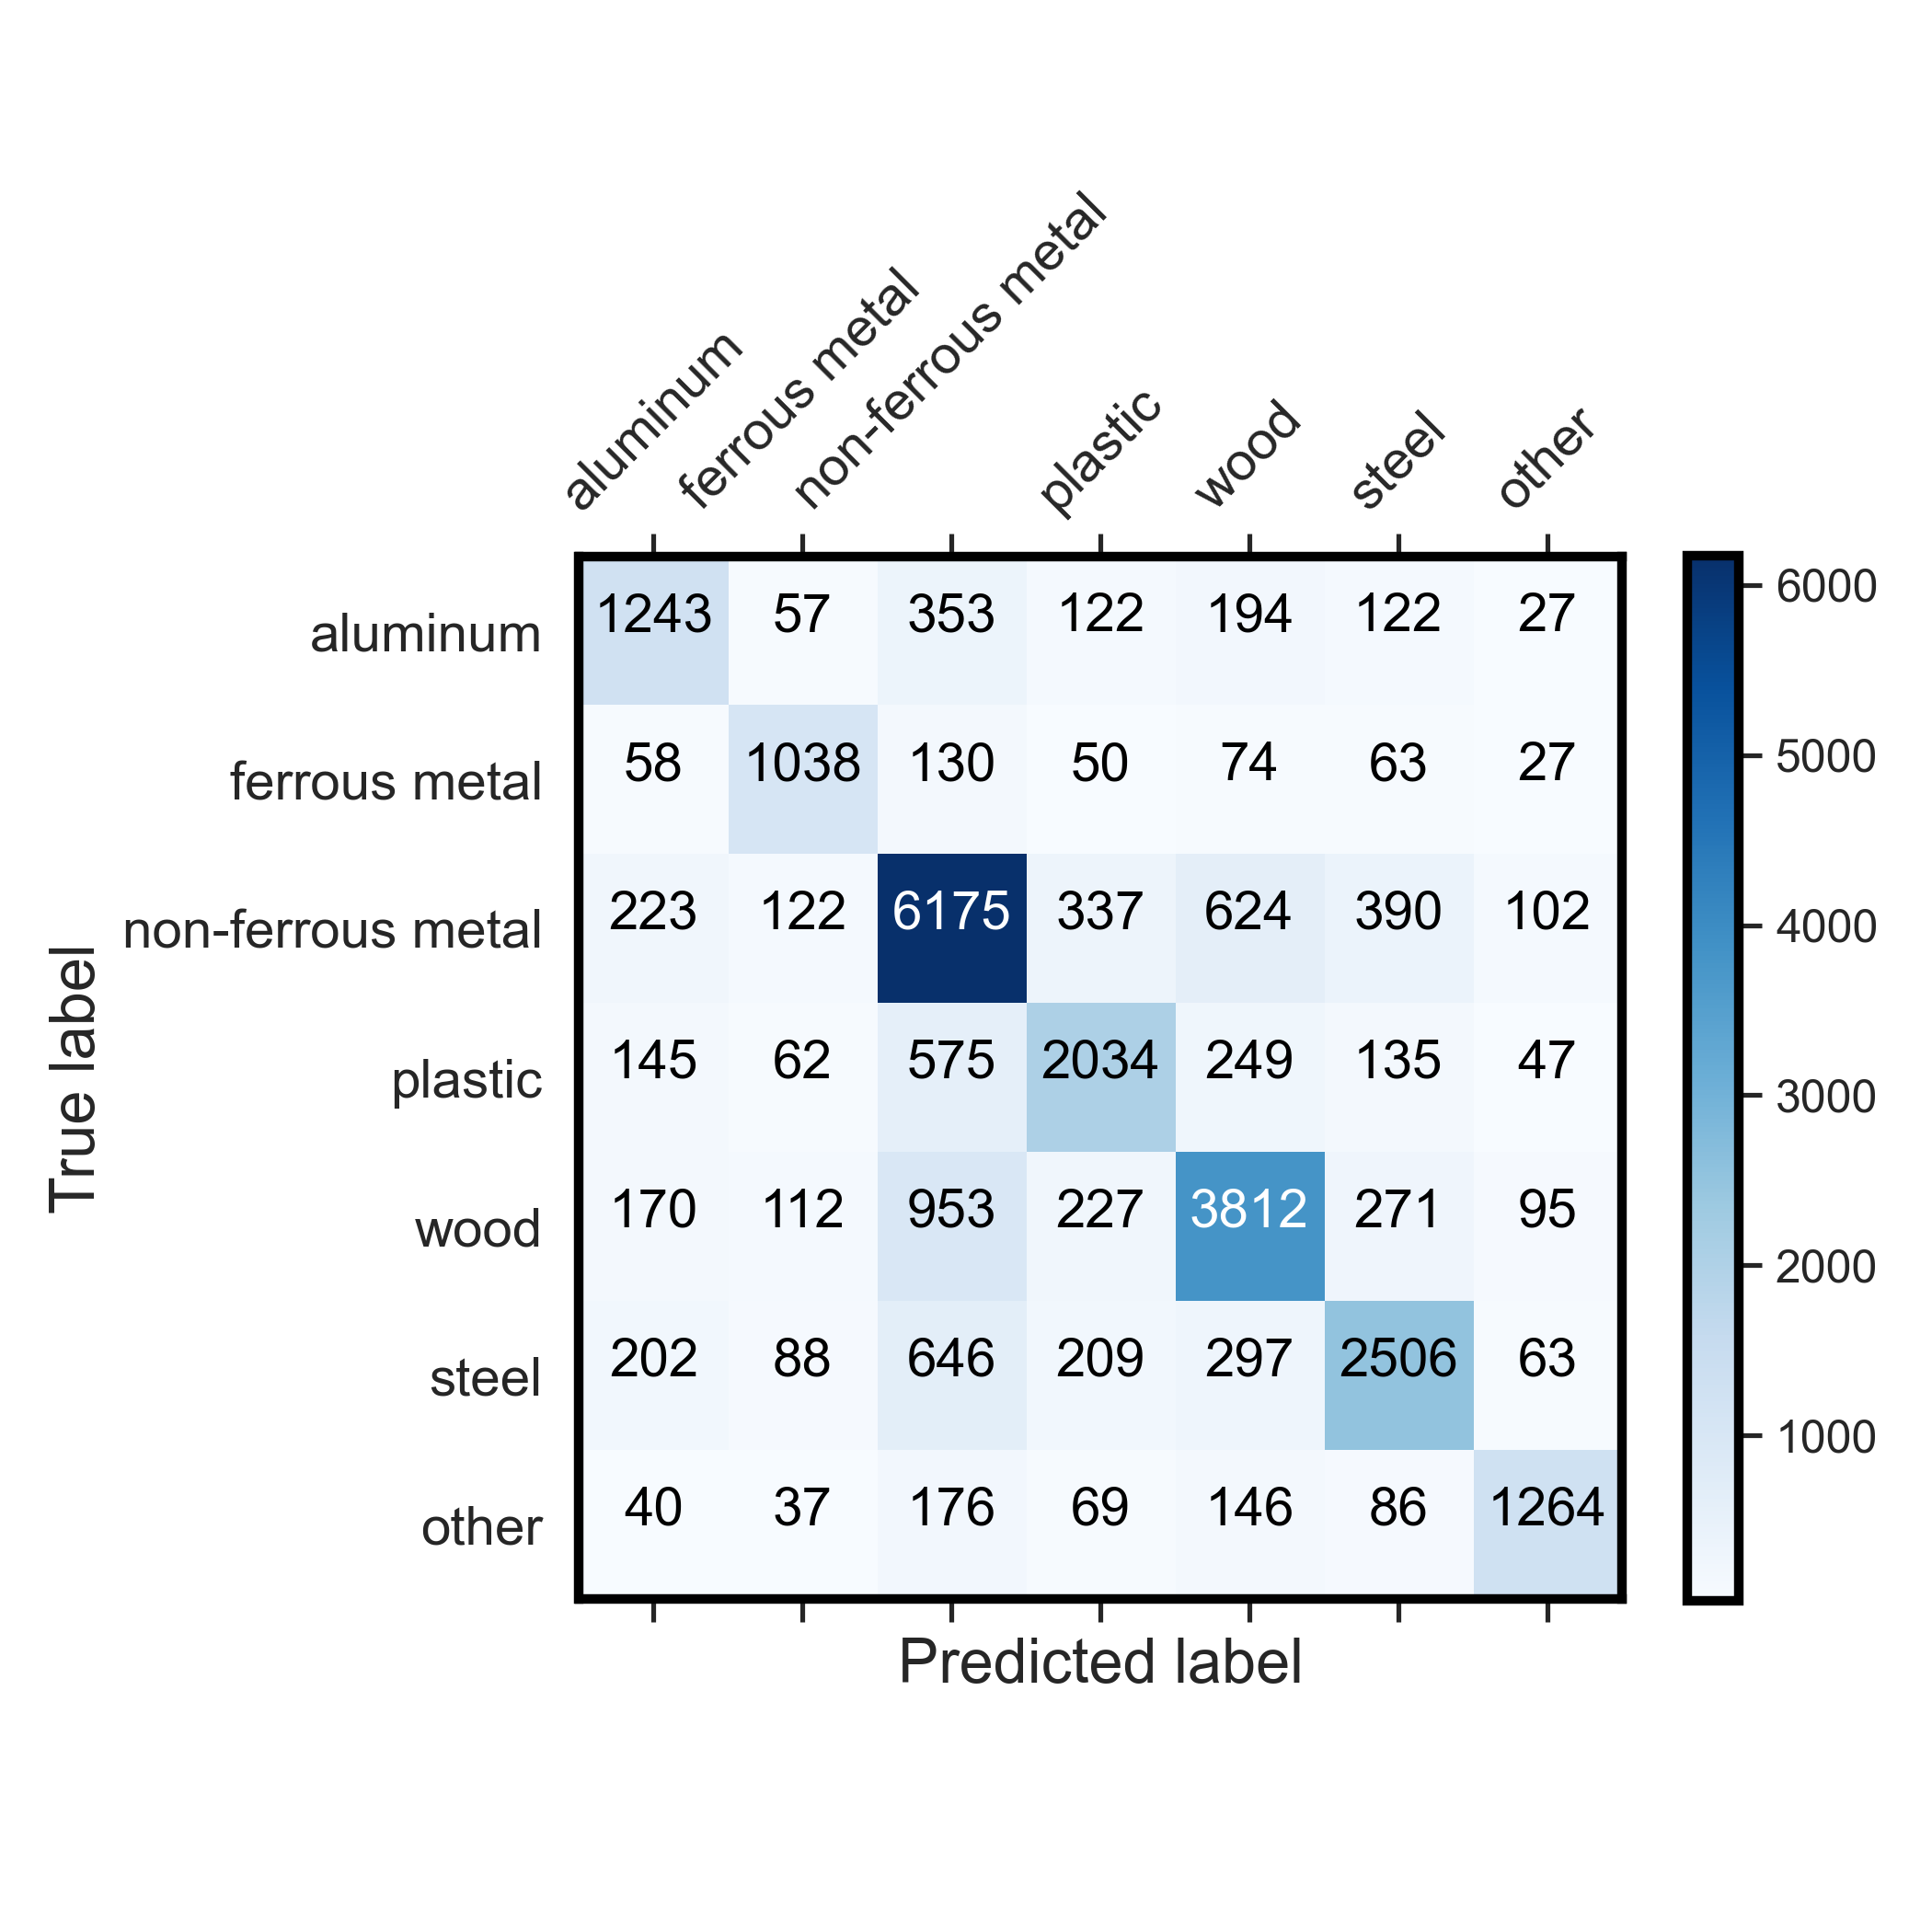 aluminum
ferrous metal
non-ferrous metal
plastic
wood
steel
other
True label
aluminum 1243 57 353 122 194 122 27
ferrous metal 58 1038 130 50 74 63 27
non-ferrous metal 223 122 6175 337 624 390 102
plastic 145 62 575 2034 249 135 47
wood 170 112 953 227 3812 271 95
steel 202 88 646 209 297 2506 63
other 40 37 176 69 146 86 1264
Predicted label
6000
5000
4000
3000
2000
1000